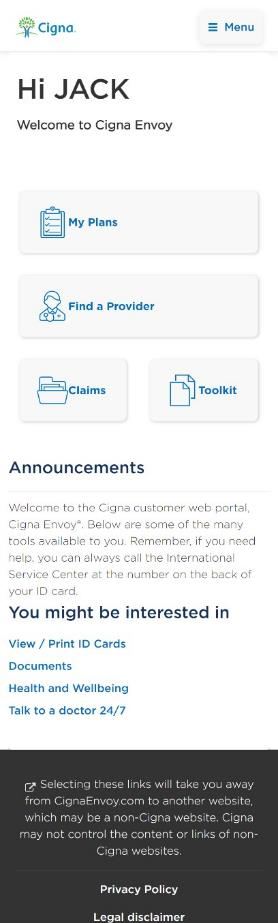 Cigna
Menu
Hi JACK
Welcome to Cigna Envoy
My Plans
Find a Provider
Claims
Toolkit
Announcements
Welcome to the Cigna customer web portal,
Cigna Envoy®. Below are some of the many
tools available to you. Remember, if you need
help, you can always call the International
Service Center at the number on the back of
your ID card.
You might be interested in
View / Print ID Cards
Documents
Health and Wellbeing
Talk to a doctor 24/7
Selecting these links will take you away
from CignaEnvoy.com to another website,
which may be a non-Cigna website. Cigna
may not control the content or links of non-
Cigna websites.
Privacy Policy
Legal disclaimer